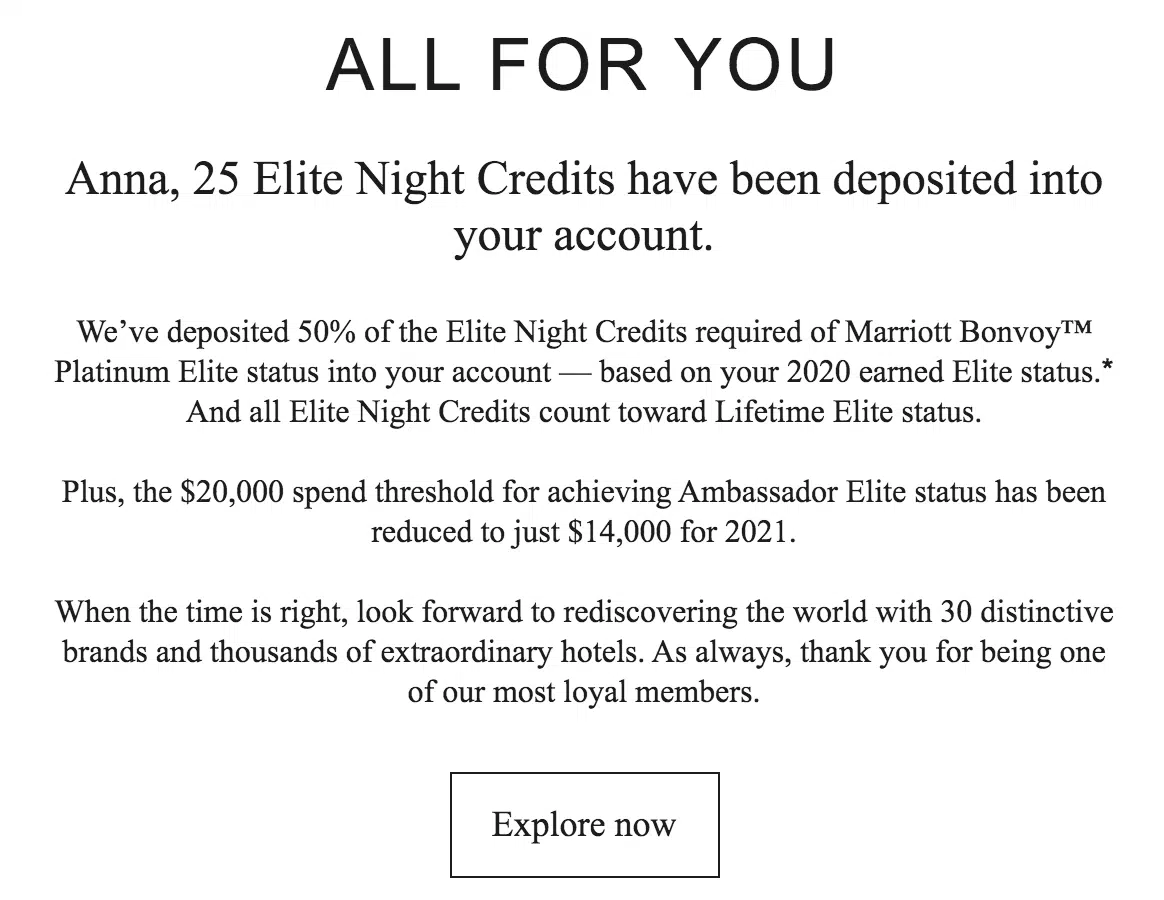 ALL FOR YOU
Anna, 25 Elite Night Credits have been deposited into
your account.
We’ve deposited 50% of the Elite Night Credits required of Marriott Bonvoy™
Platinum Elite status into your account — based on your 2020 earned Elite status.*
And all Elite Night Credits count toward Lifetime Elite status.
Plus, the $20,000 spend threshold for achieving Ambassador Elite status has been
reduced to just $14,000 for 2021.
When the time is right, look forward to rediscovering the world with 30 distinctive
brands and thousands of extraordinary hotels. As always, thank you for being one
of our most loyal members.
Explore now